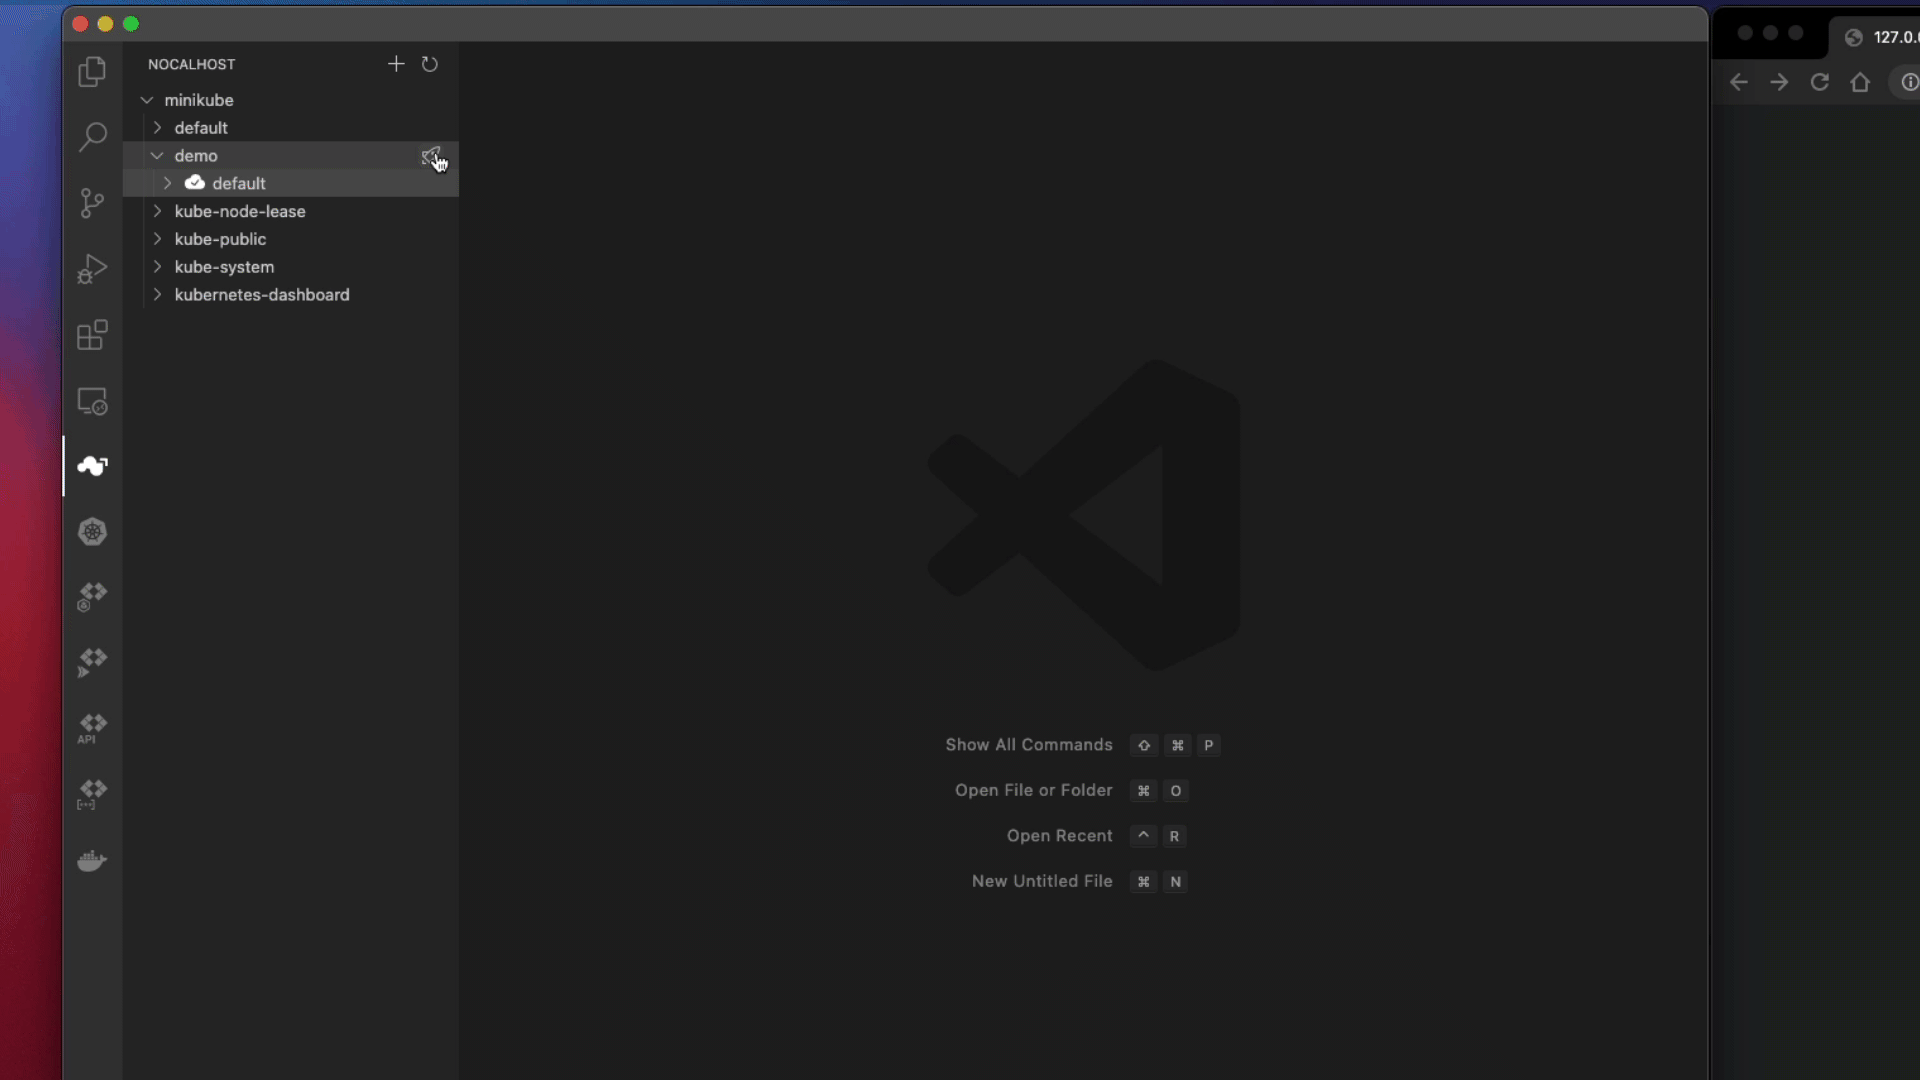 NOCALHOST
minikube
default
demo
default
kube-node-lease
kube-public
kube-system
kubernetes-dashboard
API
Show All Commands ⇧ ⌘ P
Open File or Folder ⌘ O
Open Recent ⌃ R
New Untitled File ⌘ N
127.0.